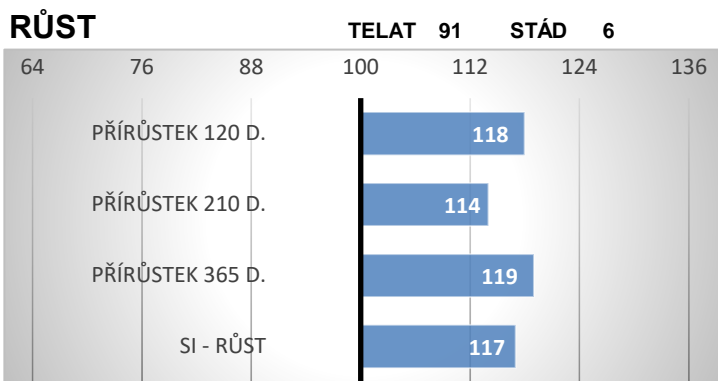 RŮST TELAT 91 STÁD 6
64 76 88 100 112 124 136
PŘÍRŮSTEK 120 D. 118
PŘÍRŮSTEK 210 D. 114
PŘÍRŮSTEK 365 D. 119
SI - RŮST 117